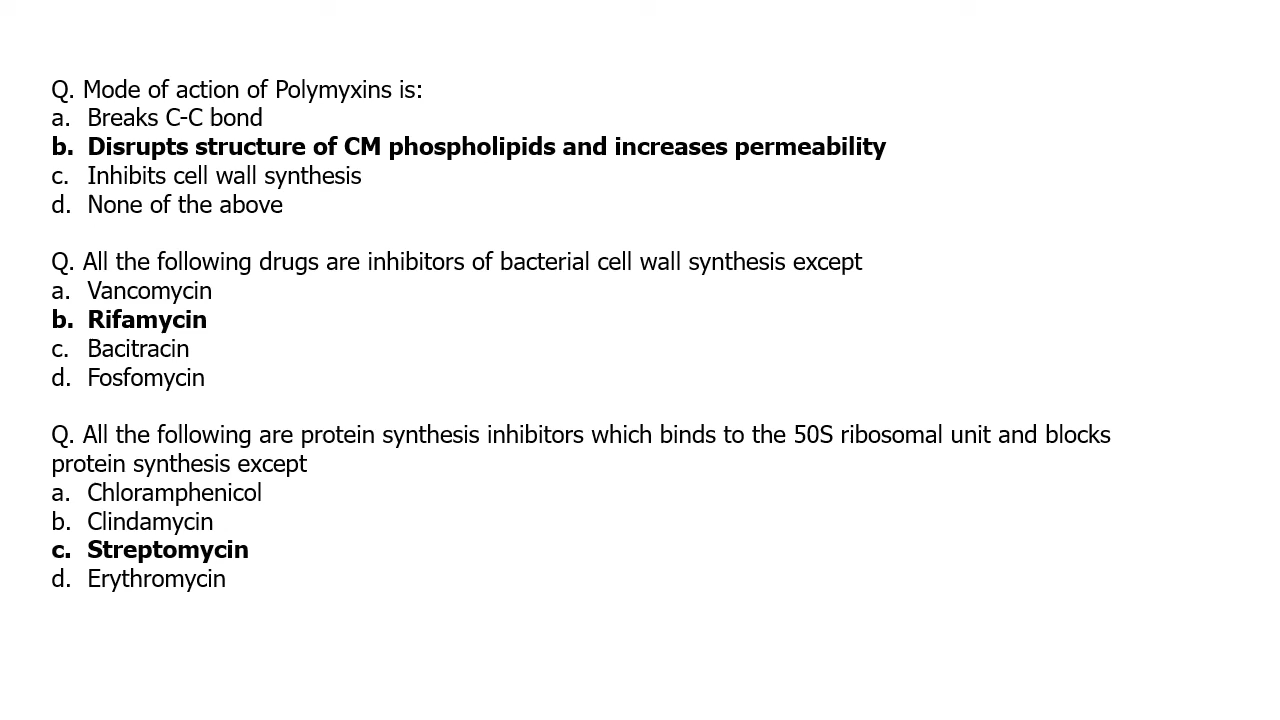 Q. Mode of action of Polymyxins is:
a. Breaks C-C bond
b. Disrupts structure of CM phospholipids and increases permeability
c. Inhibits cell wall synthesis
d. None of the above
Q. All the following drugs are inhibitors of bacterial cell wall synthesis except
a. Vancomycin
b. Rifamycin
c. Bacitracin
d. Fosfomycin
Q. All the following are protein synthesis inhibitors which binds to the 50S ribosomal unit and blocks
protein synthesis except
a. Chloramphenicol
b. Clindamycin
c. Streptomycin
d. Erythromycin